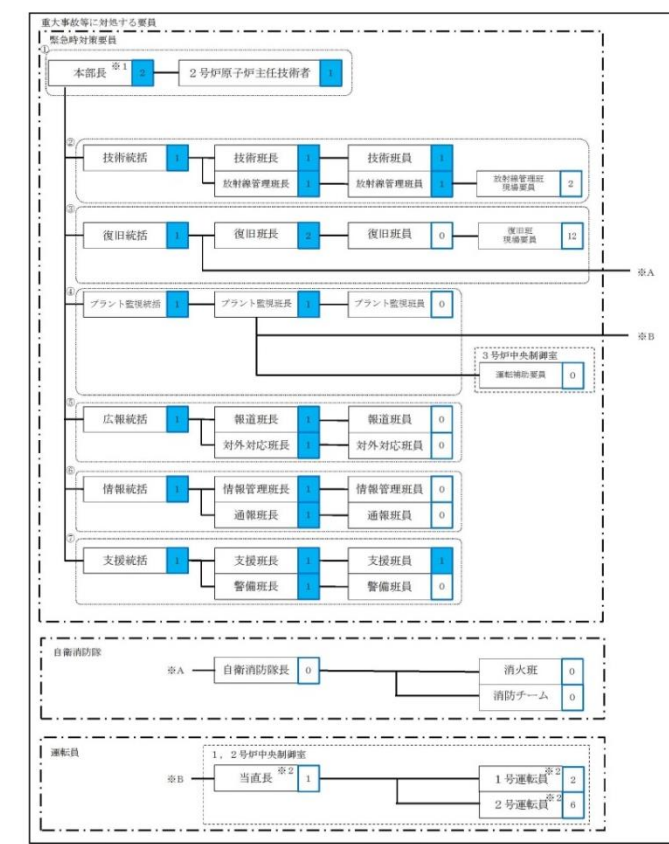 重大事故等に対処する要員
緊急時対策要員
①
本部長 ※1 2 2号炉原子炉主任技術者 1
②
技術統括 1 技術班長 1 技術班員 1
放射線管理班長 1 放射線管理班員 1 放射線管理班
現場要員 2
③
復旧統括 1 復旧班長 2 復旧班員 0 復旧班
現場要員 12
※A
④
プラント監視統括 1 プラント監視班長 1 プラント監視班員 0
※B
3号炉中央制御室
運転補助要員 0
⑤
広報統括 1 報道班長 1 報道班員 0
対外対応班長 1 対外対応班員 0
⑥
情報統括 1 情報管理班長 1 情報管理班員 0
通報班長 1 通報班員 0
⑦
支援統括 1 支援班長 1 支援班員 1
警備班長 1 警備班員 0
自衛消防隊
※A 自衛消防隊長 0 消火班 0
消防チーム 0
運転員
1,2号炉中央制御室
※B 当直長 ※2 1 1号運転員 ※2 2
2号運転員 ※2 6